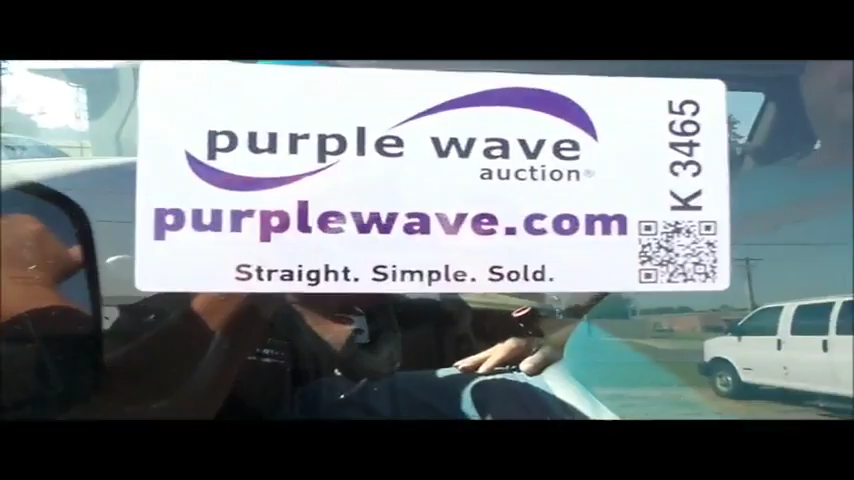 purple wave
auction®
purplewave.com
Straight. Simple. Sold.
K 3465